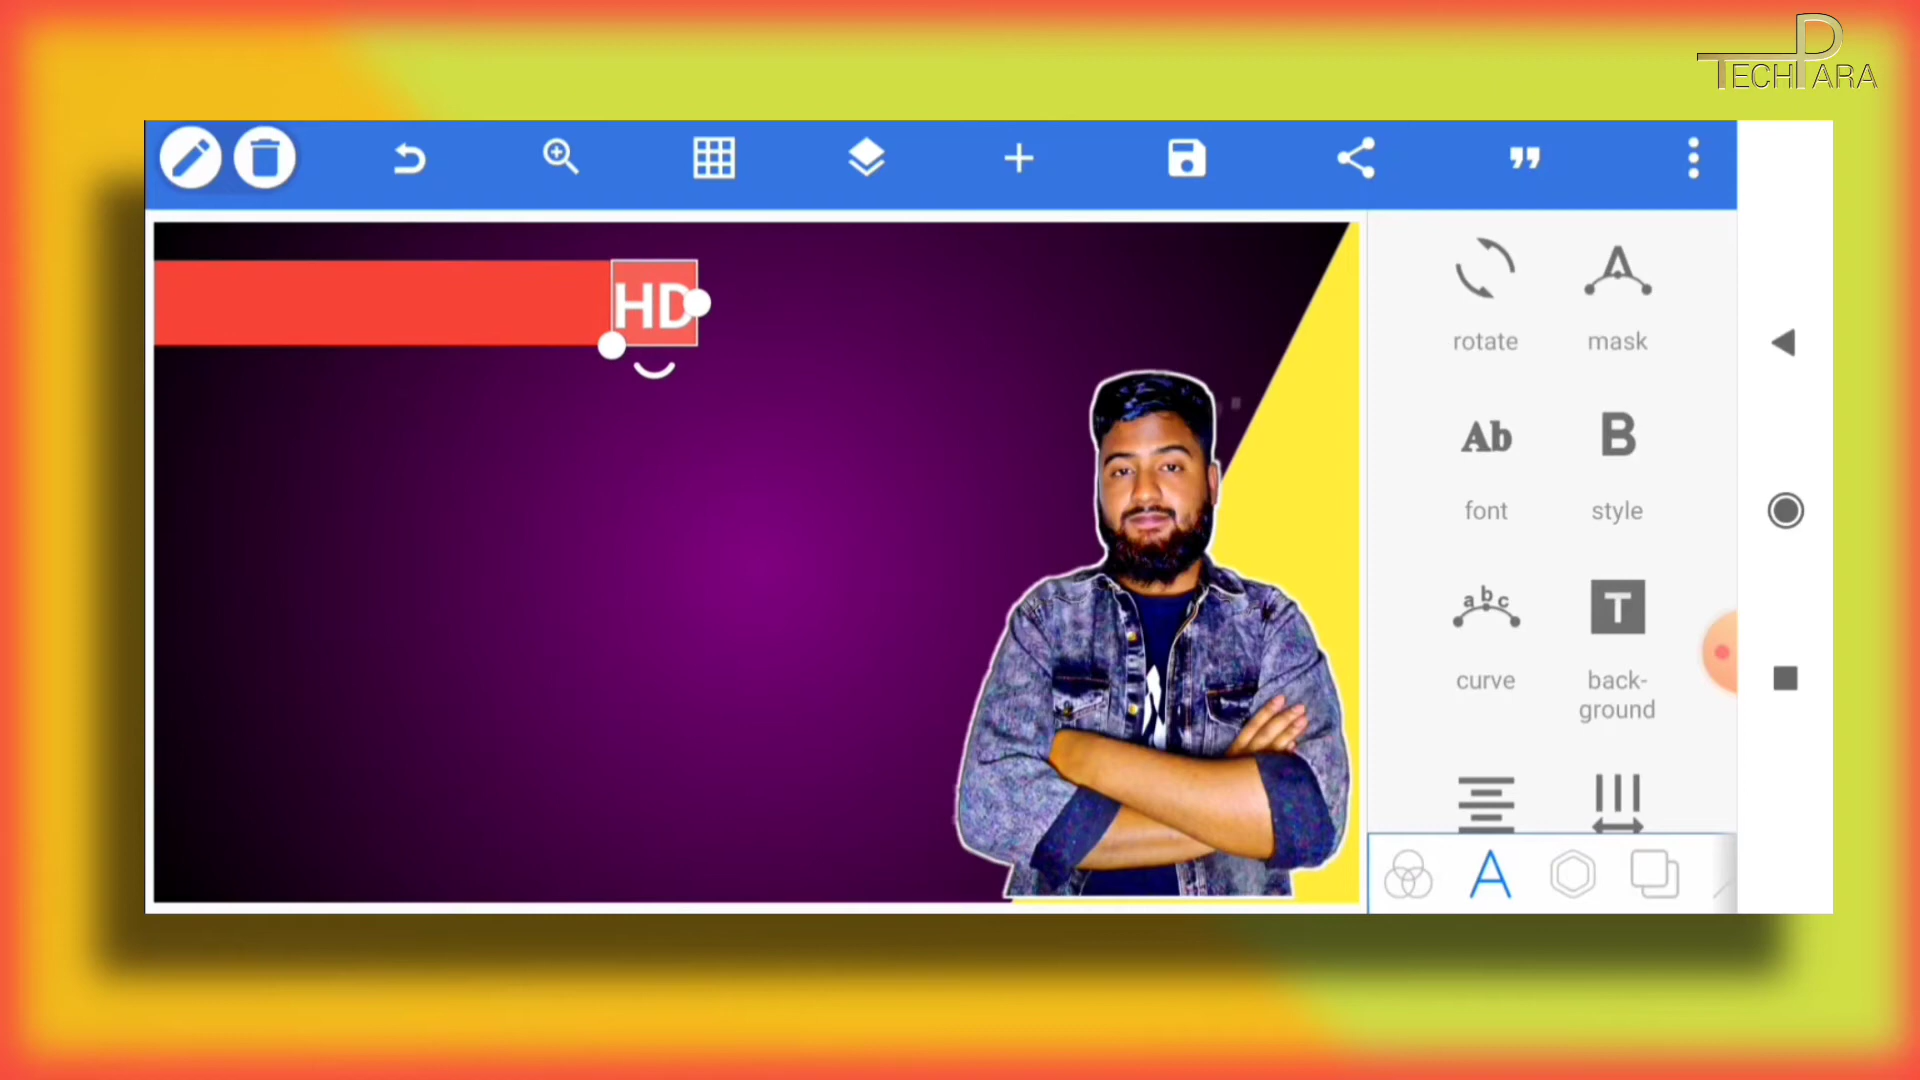 TECHPARA
HD
rotate
mask
Ab
B
font
style
abc
T
curve
back-
ground
A